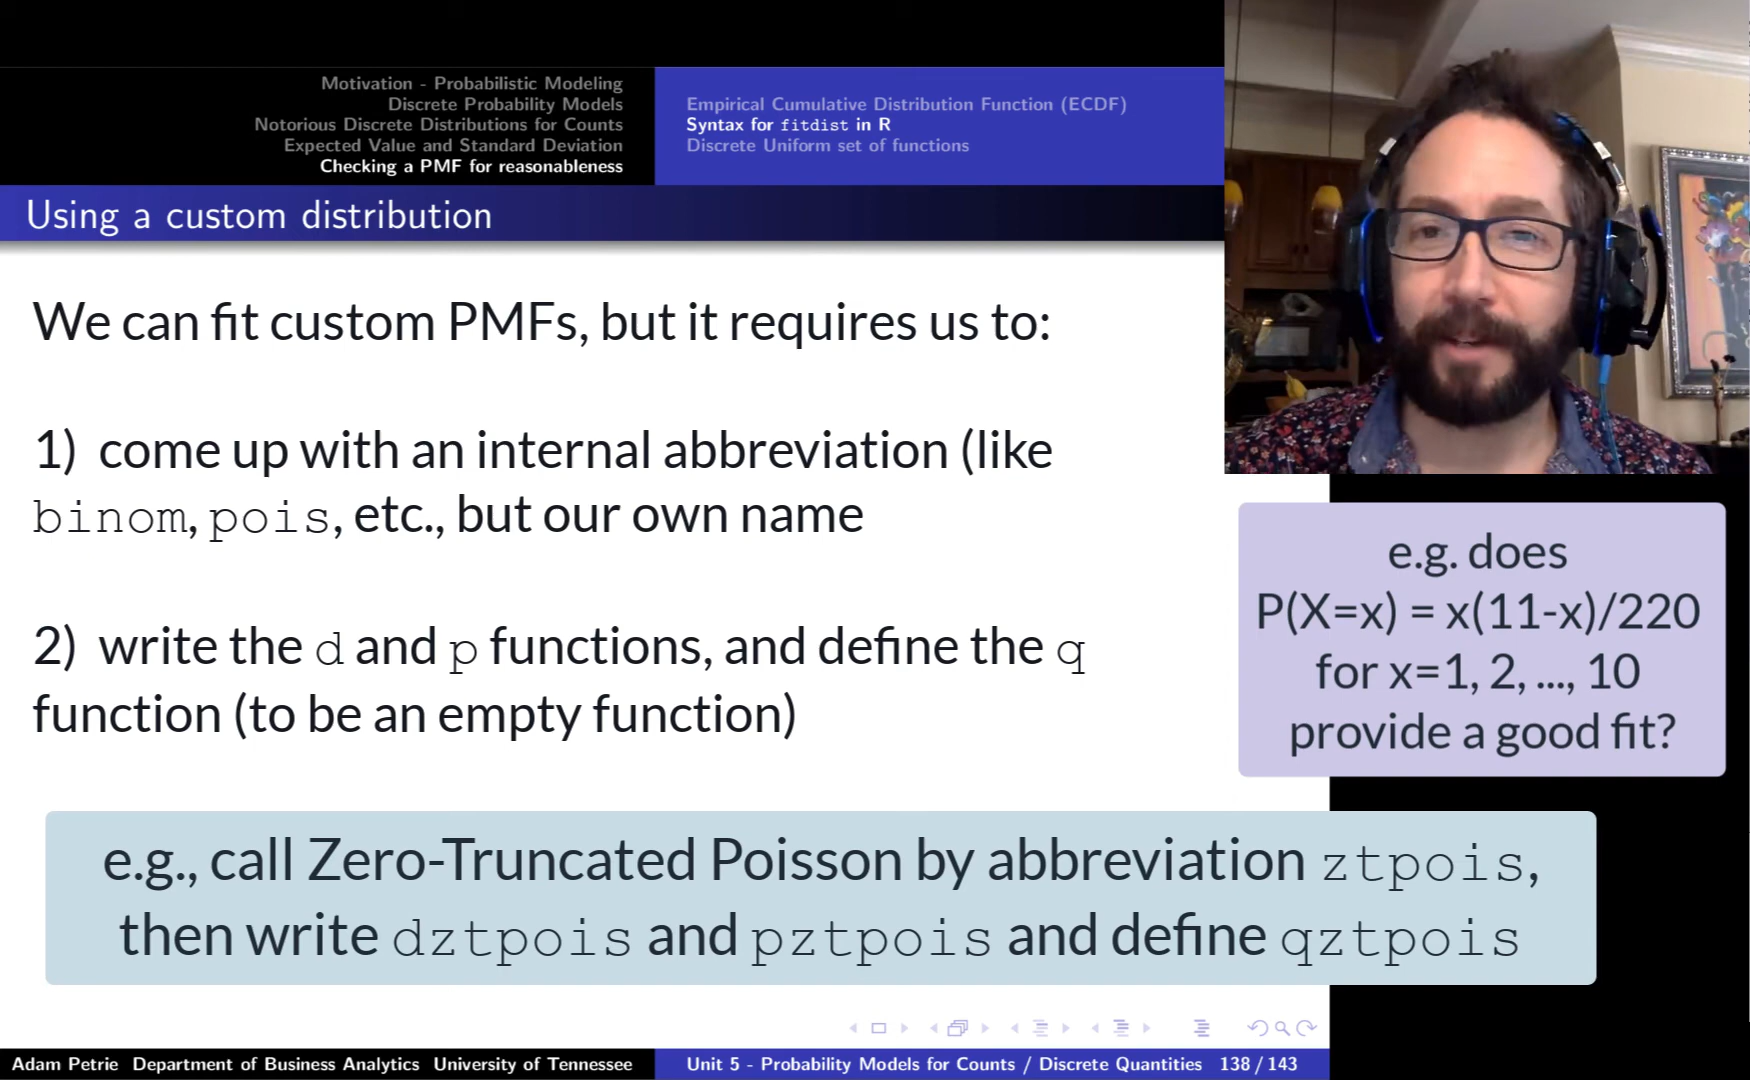 Motivation - Probabilistic Modeling
Discrete Probability Models
Notorious Discrete Distributions for Counts
Expected Value and Standard Deviation
Checking a PMF for reasonableness
Empirical Cumulative Distribution Function (ECDF)
Syntax for fitdist in R
Discrete Uniform set of functions
Using a custom distribution
We can fit custom PMFs, but it requires us to:
1) come up with an internal abbreviation (like
binom, pois, etc., but our own name
2) write the d and p functions, and define the q
function (to be an empty function)
e.g. does
P(X=x) = x(11-x)/220
for x=1, 2, ..., 10
provide a good fit?
e.g., call Zero-Truncated Poisson by abbreviation ztpois,
then write dztpois and pztpois and define qztpois
Adam Petrie Department of Business Analytics University of Tennessee
Unit 5 - Probability Models for Counts / Discrete Quantities 138 / 143